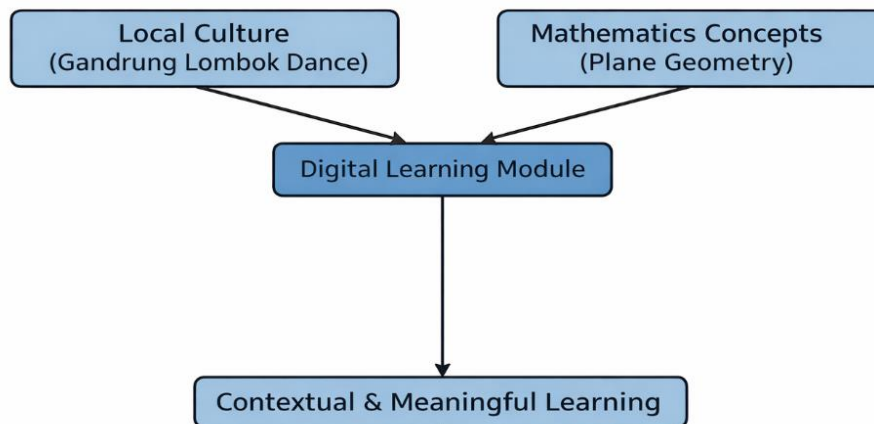 Local Culture
(Gandrung Lombok Dance)
Mathematics Concepts
(Plane Geometry)
Digital Learning Module
Contextual & Meaningful Learning